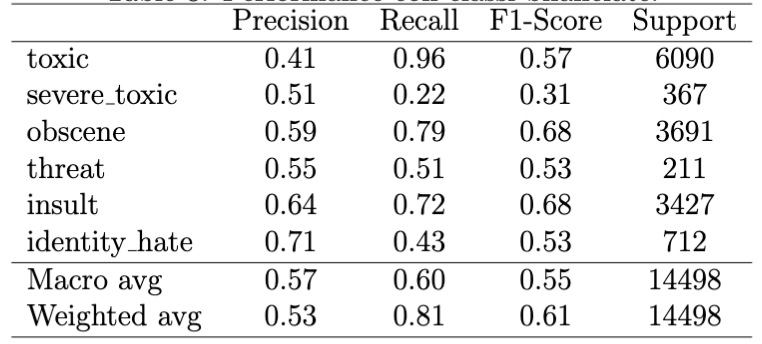 Precision Recall F1-Score Support
toxic 0.41 0.96 0.57 6090
severe_toxic 0.51 0.22 0.31 367
obscene 0.59 0.79 0.68 3691
threat 0.55 0.51 0.53 211
insult 0.64 0.72 0.68 3427
identity_hate 0.71 0.43 0.53 712
Macro avg 0.57 0.60 0.55 14498
Weighted avg 0.53 0.81 0.61 14498